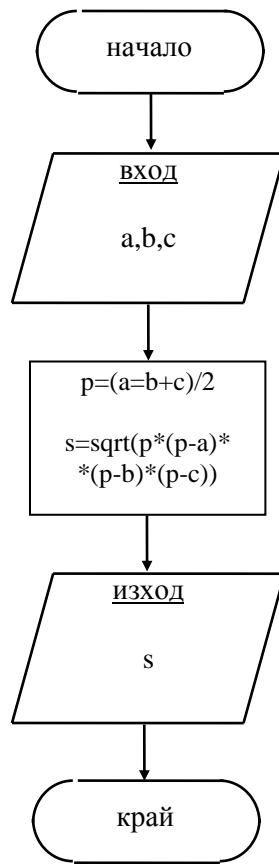 начало
вход
a,b,c
p=(a=b+c)/2
s=sqrt(p*(p-a)*
*(p-b)*(p-c))
изход
s
край